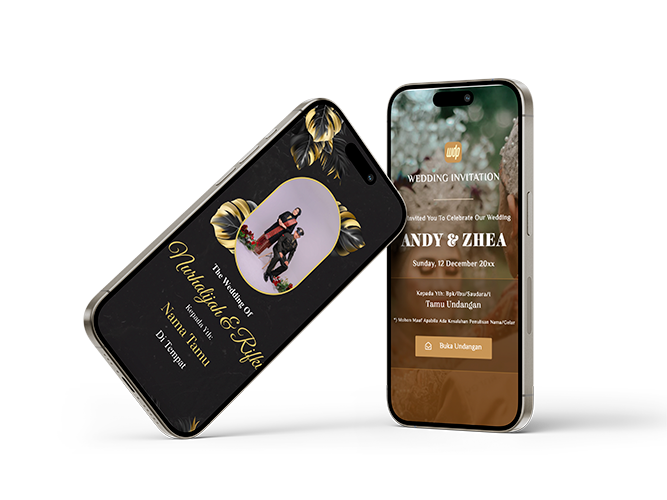 The Wedding Of
Nurhalijah & Rifki
Kepada Yth:
Nama Tamu
Di Tempat
wdp
WEDDING INVITATION
Invited You To Celebrate Our Wedding
ANDY & ZHEA
Sunday, 12 December 20xx
Kepada Yth: Bpk/Ibu/Saudara/i
Tamu Undangan
*) Mohon Maaf Apabila Ada Kesalahan Penulisan Nama/Gelar
Buka Undangan